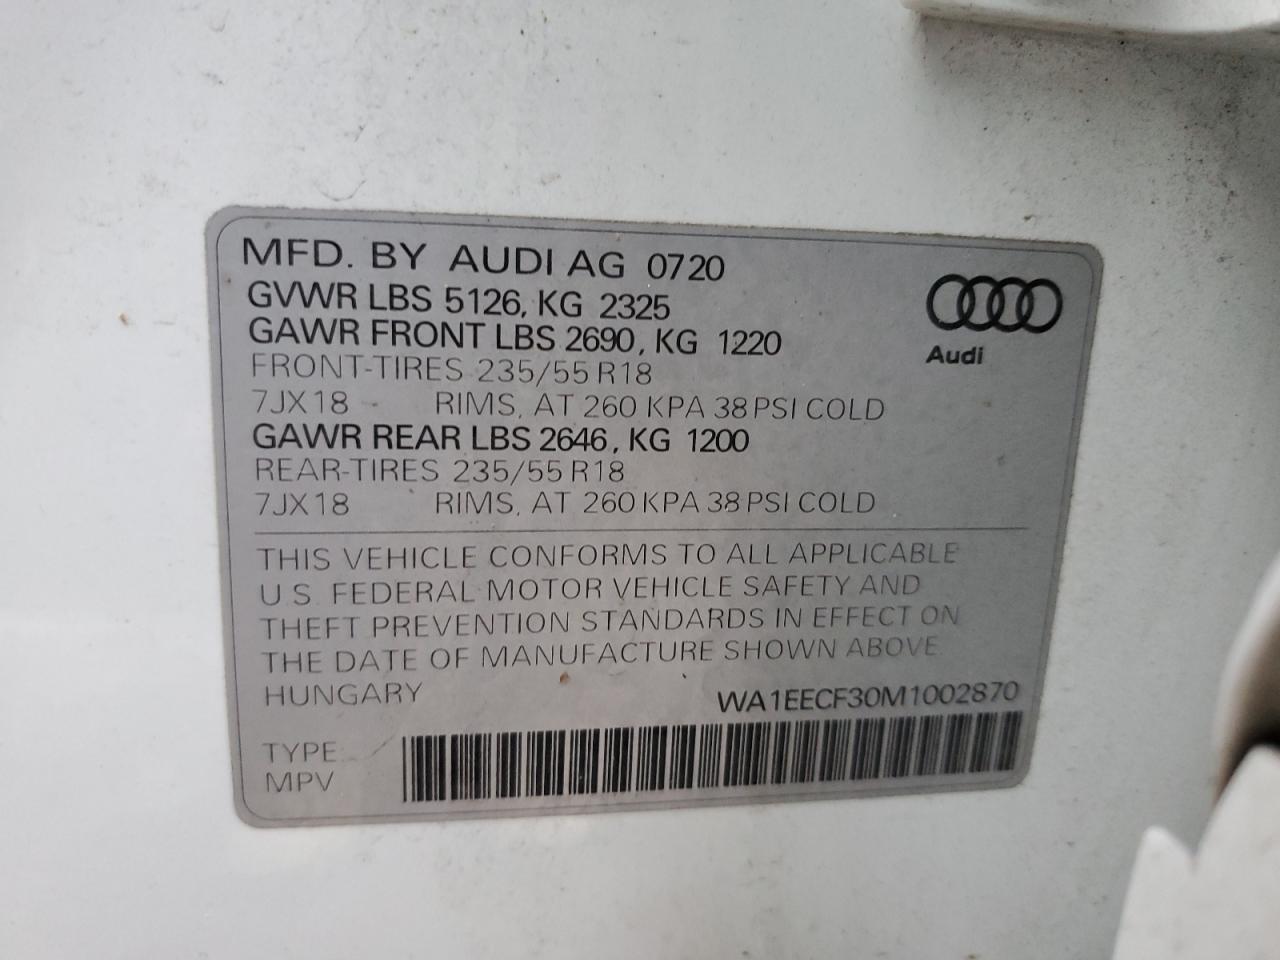 MFD. BY AUDI AG 0720
GVWR LBS 5126, KG 2325
GAWR FRONT LBS 2690, KG 1220
FRONT-TIRES 235/55 R18
7JX18 RIMS, AT 260 KPA 38 PSI COLD
GAWR REAR LBS 2646, KG 1200
REAR-TIRES 235/55 R18
7JX18 RIMS, AT 260 KPA 38 PSI COLD
Audi
THIS VEHICLE CONFORMS TO ALL APPLICABLE
U.S. FEDERAL MOTOR VEHICLE SAFETY AND
THEFT PREVENTION STANDARDS IN EFFECT ON
THE DATE OF MANUFACTURE SHOWN ABOVE
HUNGARY WA1EECF30M1002870
TYPE:
MPV